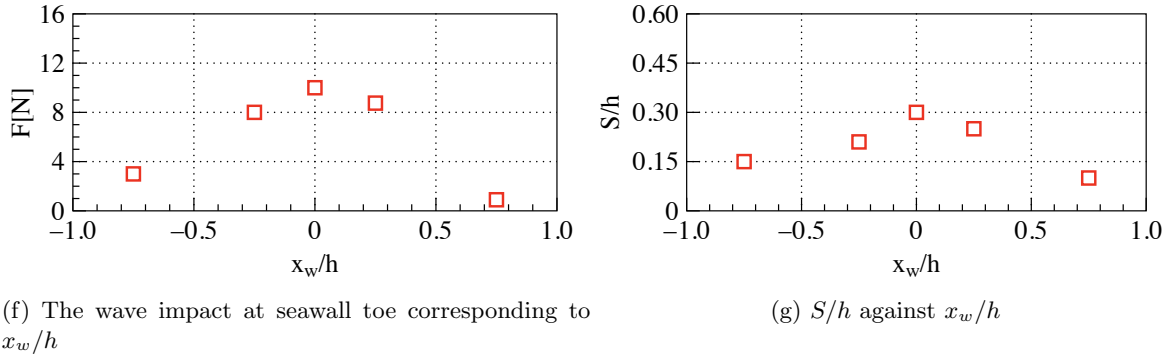 16
12
8
4
0
F[N]
−1.0 −0.5 0 0.5 1.0
x_w/h
0.60
0.45
0.30
0.15
0
S/h
−1.0 −0.5 0 0.5 1.0
x_w/h
(f) The wave impact at seawall toe corresponding to
x_w/h
(g) S/h against x_w/h